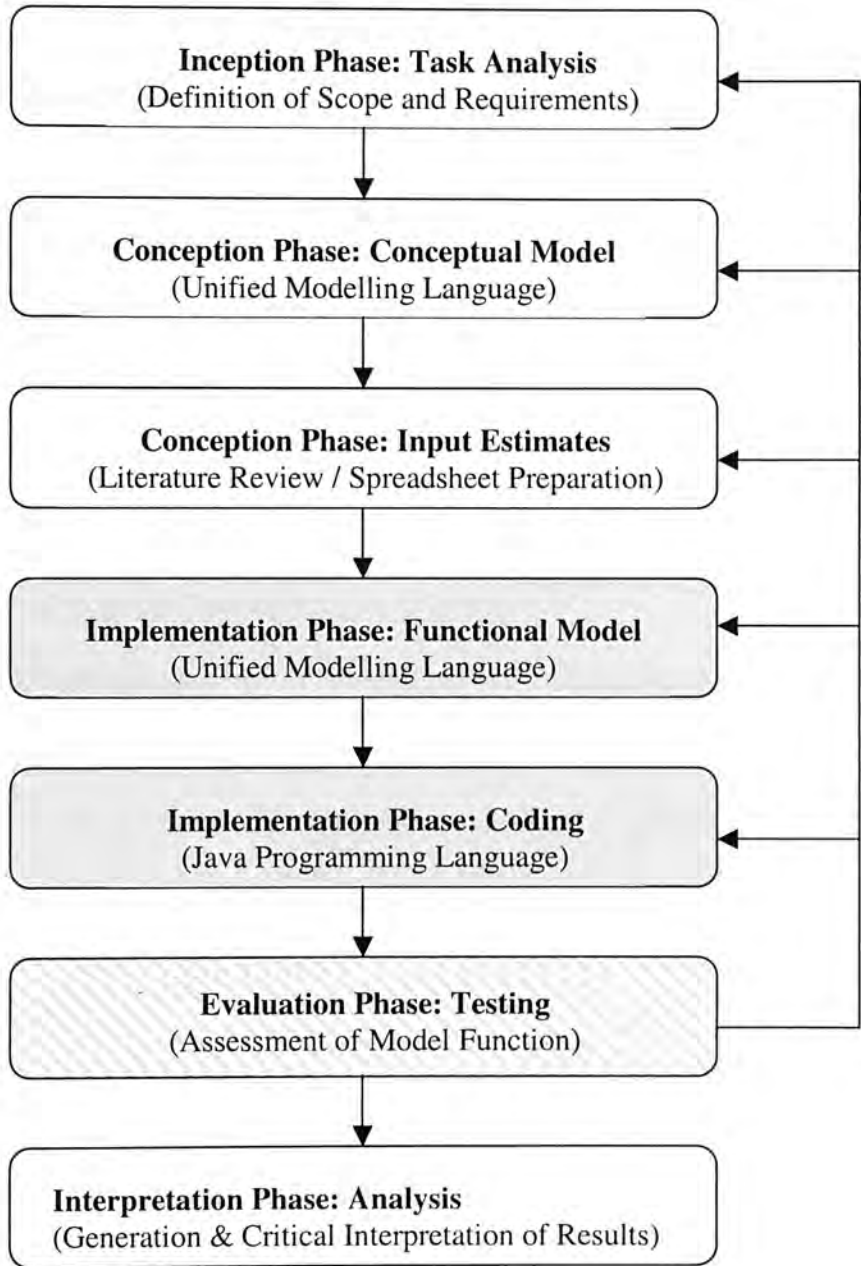 Inception Phase: Task Analysis
(Definition of Scope and Requirements)
Conception Phase: Conceptual Model
(Unified Modelling Language)
Conception Phase: Input Estimates
(Literature Review / Spreadsheet Preparation)
Implementation Phase: Functional Model
(Unified Modelling Language)
Implementation Phase: Coding
(Java Programming Language)
Evaluation Phase: Testing
(Assessment of Model Function)
Interpretation Phase: Analysis
(Generation & Critical Interpretation of Results)